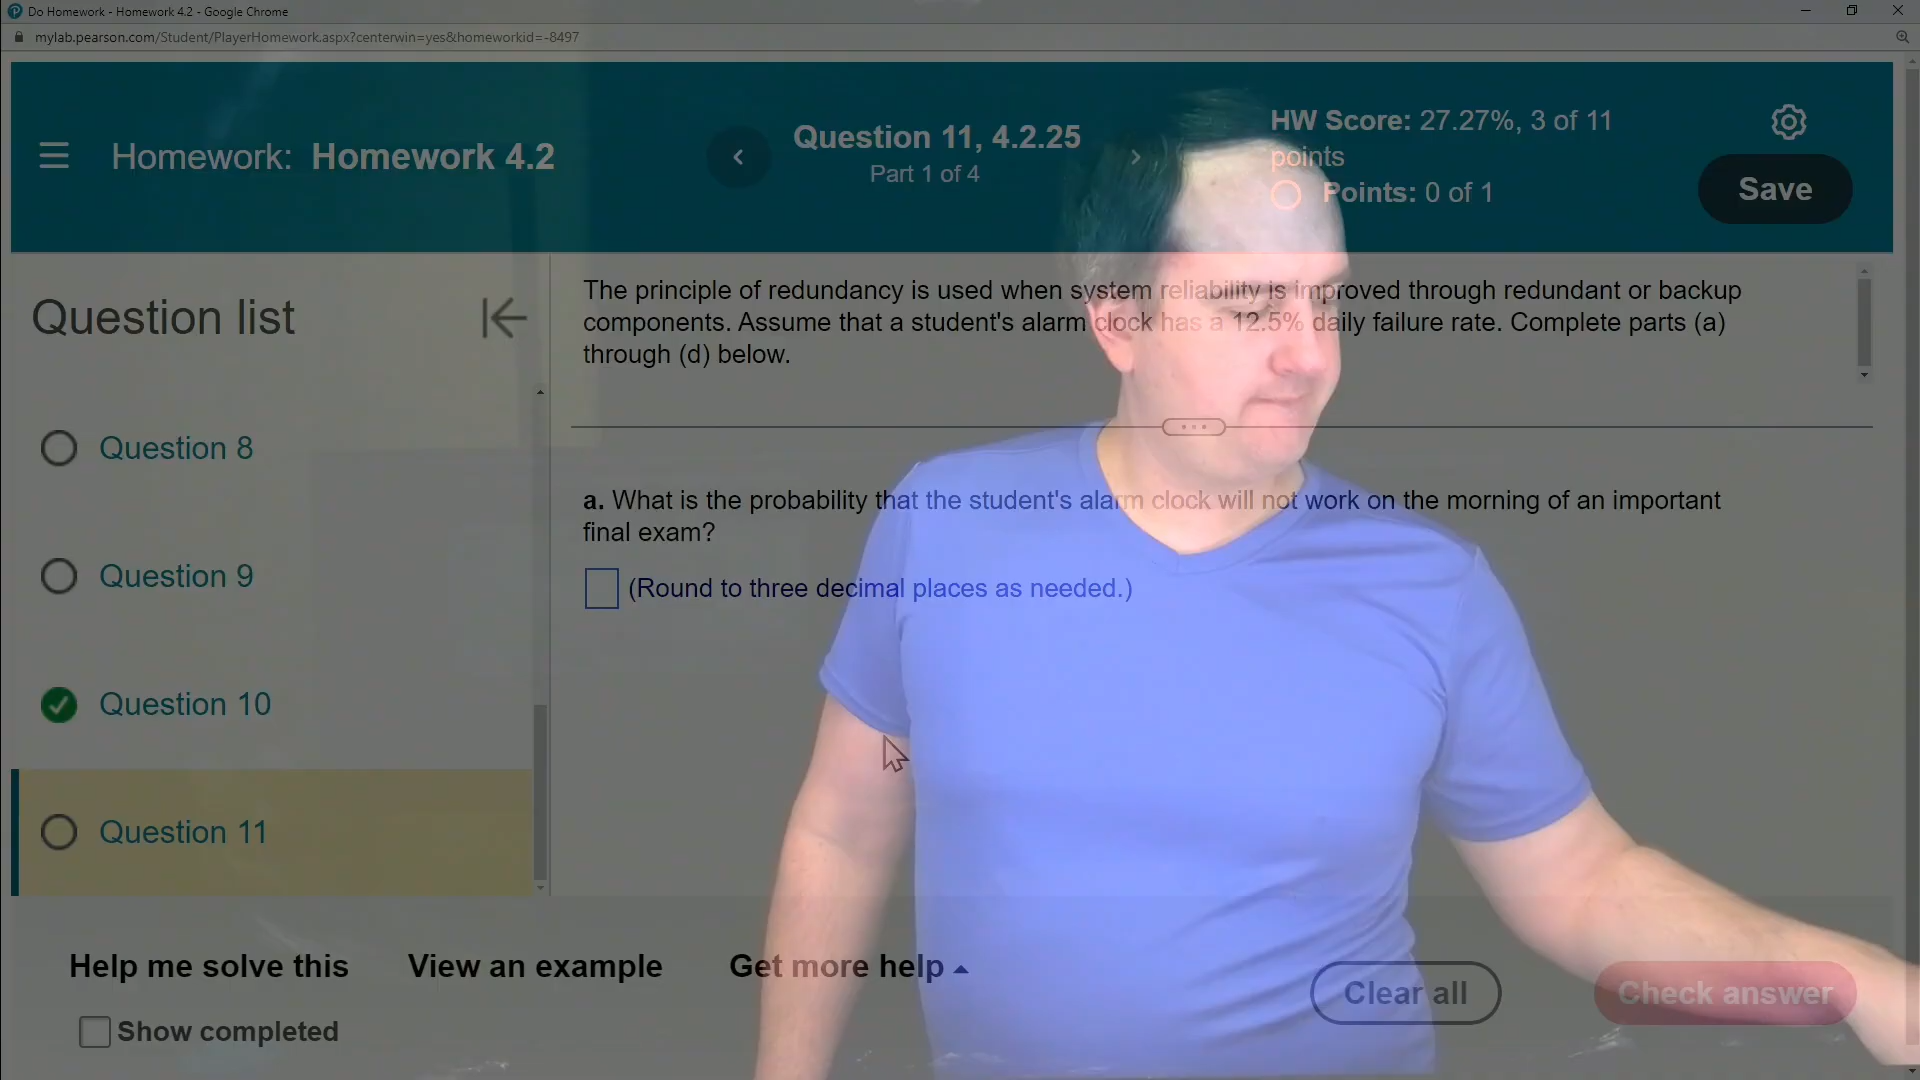 Do Homework - Homework 4.2 - Google Chrome
mylab.pearson.com/Student/PlayerHomework.aspx?centerwin=yes&homeworkid=-8497
Homework: Homework 4.2
Question 11, 4.2.25
Part 1 of 4
HW Score: 27.27%, 3 of 11
points
Points: 0 of 1
Save
Question list
Question 8
Question 9
Question 10
Question 11
The principle of redundancy is used when system reliability is improved through redundant or backup
components. Assume that a student's alarm clock has a 12.5% daily failure rate. Complete parts (a)
through (d) below.
a. What is the probability that the student's alarm clock will not work on the morning of an important
final exam?
(Round to three decimal places as needed.)
Help me solve this
View an example
Get more help
Clear all
Check answer
Show completed